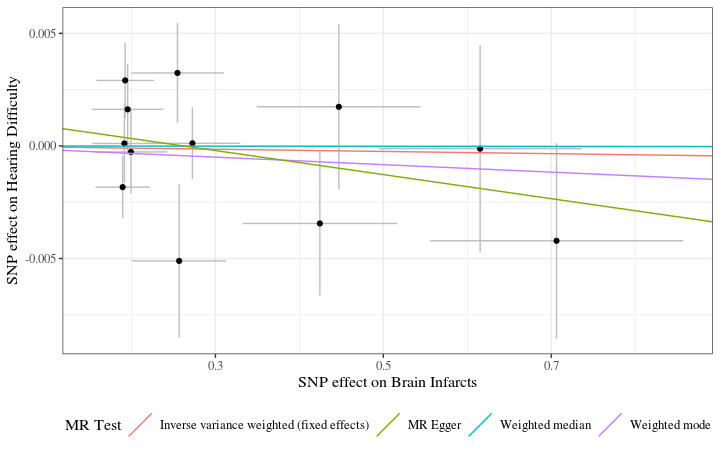 0.005
0.000
-0.005
SNP effect on Hearing Difficulty
0.3 0.5 0.7
SNP effect on Brain Infarcts
MR Test Inverse variance weighted (fixed effects) MR Egger Weighted median Weighted mode